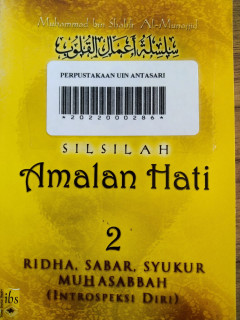 Muhammad bin Shalih Al-Munajjid
سلسلة أعمال القلوب
PERPUSTAKAAN UIN ANTASARI
*420220002864*
SILSILAH
Amalan Hati
2
RIDHA, SABAR, SYUKUR
MUHASABBAH
(INTROSPEKSI DIRI)
ibs